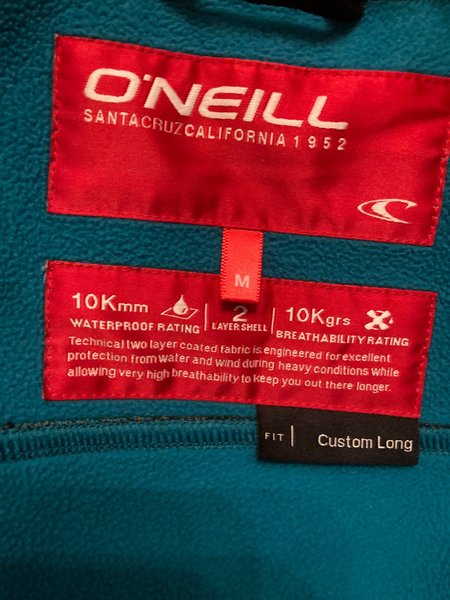 O'NEILL
SANTA CRUZ CALIFORNIA 1952
M
10Kmm
WATERPROOF RATING
2
LAYER SHELL
10Kgrs
BREATHABILITY RATING
Technical two layer coated fabric is engineered for excellent
protection from water and wind during heavy conditions while
allowing very high breathability to keep you out there longer.
FIT | Custom Long